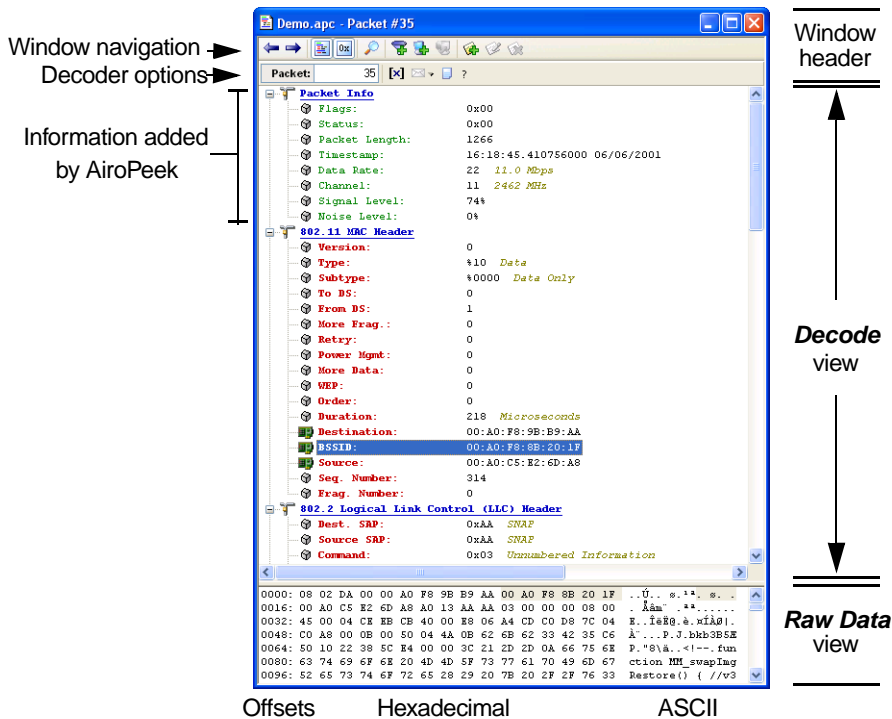 Demo.apc - Packet #35
Window navigation
Decoder options
Packet: 35 [x] ?
Window
header
Information added
by AiroPeek
Packet Info
Flags: 0x00
Status: 0x00
Packet Length: 1266
Timestamp: 16:18:45.410756000 06/06/2001
Data Rate: 22 11.0 Mbps
Channel: 11 2462 MHz
Signal Level: 74%
Noise Level: 0%
802.11 MAC Header
Version: 0
Type: %10 Data
Subtype: %0000 Data Only
To DS: 0
From DS: 1
More Frag.: 0
Retry: 0
Power Mgmt: 0
More Data: 0
WEP: 0
Order: 0
Duration: 218 Microseconds
Destination: 00:A0:F8:9B:B9:AA
BSSID: 00:A0:F8:8B:20:1F
Source: 00:A0:C5:E2:6D:A8
Seq. Number: 314
Frag. Number: 0
802.2 Logical Link Control (LLC) Header
Dest. SAP: 0xAA SNAP
Source SAP: 0xAA SNAP
Command: 0x03 Unnumbered Information
Decode
view
0000: 08 02 DA 00 00 A0 F8 9B B9 AA 00 A0 F8 8B 20 1F ..Ú.. ø.¹ª. ø. .
0016: 00 A0 C5 E2 6D A8 A0 13 AA AA 03 00 00 00 08 00 . Åâm¨ .ªª......
0032: 45 00 04 CE EB CB 40 00 E8 06 A4 CD C0 D8 7C 04 E..ÎëË@.è.¤ÍÀØ|.
0048: C0 A8 00 0B 00 50 04 4A 0B 62 6B 62 33 42 35 C6 À¨...P.J.bkb3B5Æ
0064: 50 10 22 38 5C E4 00 00 3C 21 2D 2D 0A 66 75 6E P."8\ä..<!--.fun
0080: 63 74 69 6F 6E 20 4D 4D 5F 73 77 61 70 49 6D 67 ction MM_swapImg
0096: 52 65 73 74 6F 72 65 28 29 20 7B 20 2F 2F 76 33 Restore() { //v3
Raw Data
view
Offsets Hexadecimal ASCII